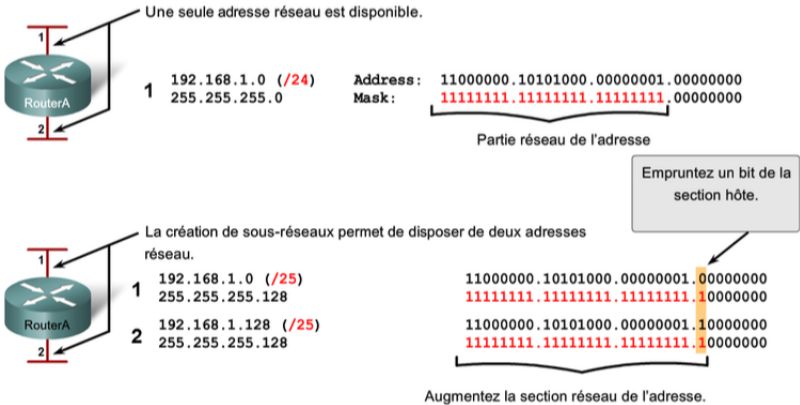 Une seule adresse réseau est disponible.
1
RouterA
2
1 192.168.1.0 (/24) Address: 11000000.10101000.00000001.00000000
255.255.255.0 Mask: 11111111.11111111.11111111.00000000
Partie réseau de l'adresse
Empruntez un bit de la
section hôte.
La création de sous-réseaux permet de disposer de deux adresses
réseau.
1
RouterA
2
1 192.168.1.0 (/25) 11000000.10101000.00000001.00000000
255.255.255.128 11111111.11111111.11111111.10000000
2 192.168.1.128 (/25) 11000000.10101000.00000001.10000000
255.255.255.128 11111111.11111111.11111111.10000000
Augmentez la section réseau de l'adresse.